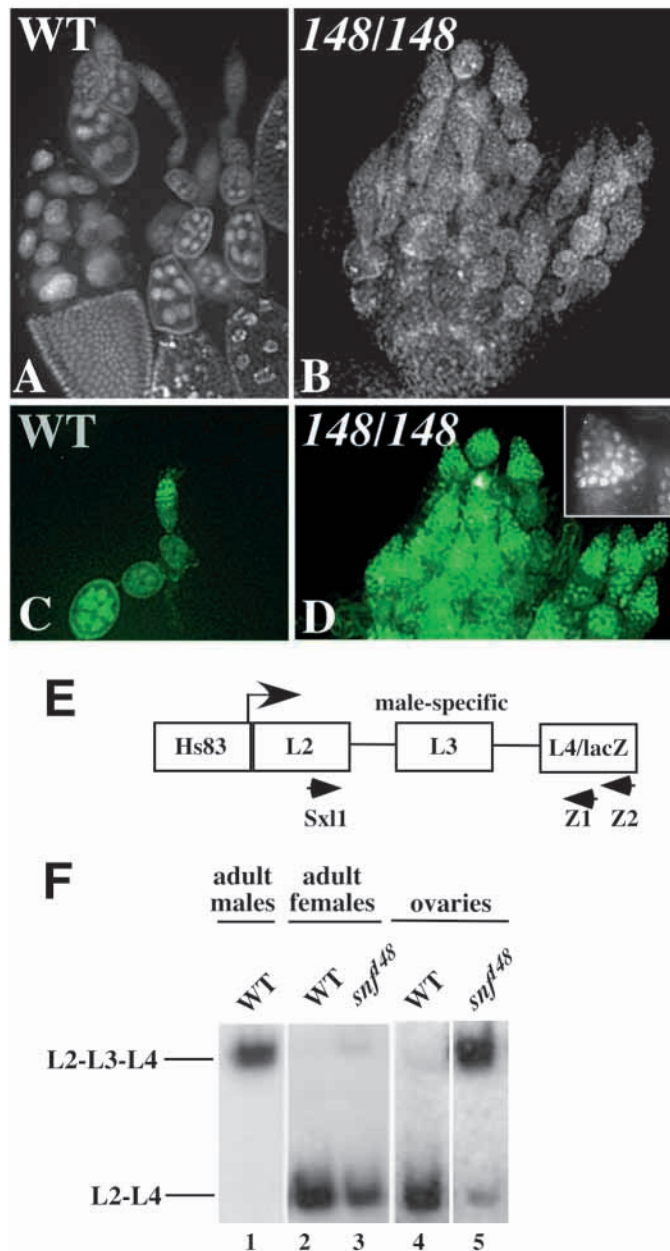 WT
148/148
A
B
WT
148/148
C
D
E
male-specific
Hs83
L2
L3
L4/lacZ
Sxl1
Z1
Z2
F
adult males
adult females
ovaries
WT
WT
snf148
WT
snf148
L2-L3-L4
L2-L4
1 2 3 4 5